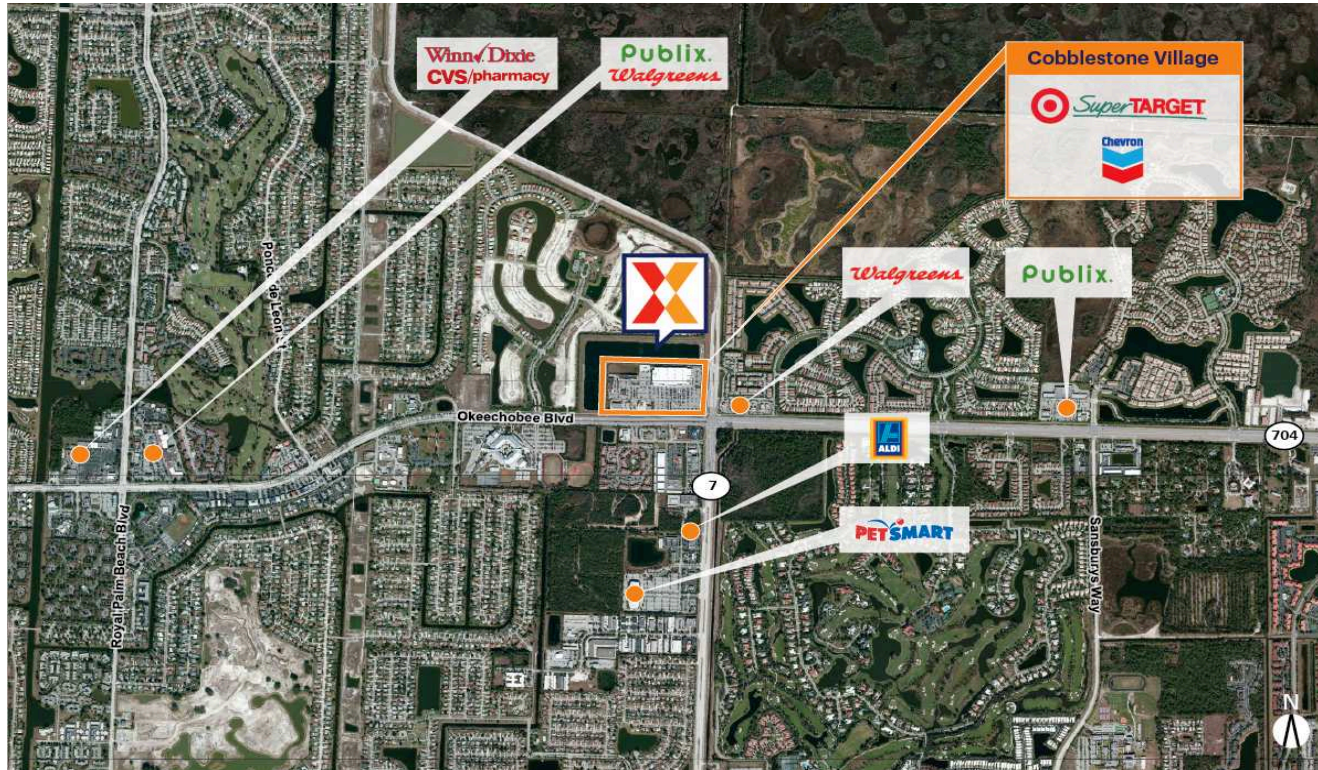 Winn Dixie
CVS/pharmacy
Publix.
Walgreens
Cobblestone Village
SuperTARGET
Chevron
Walgreens
Publix.
Ponce de Leon St
Okeechobee Blvd
704
ALDI
7
PETSMART
Royal Palm Beach Blvd
Sansburys Way
N